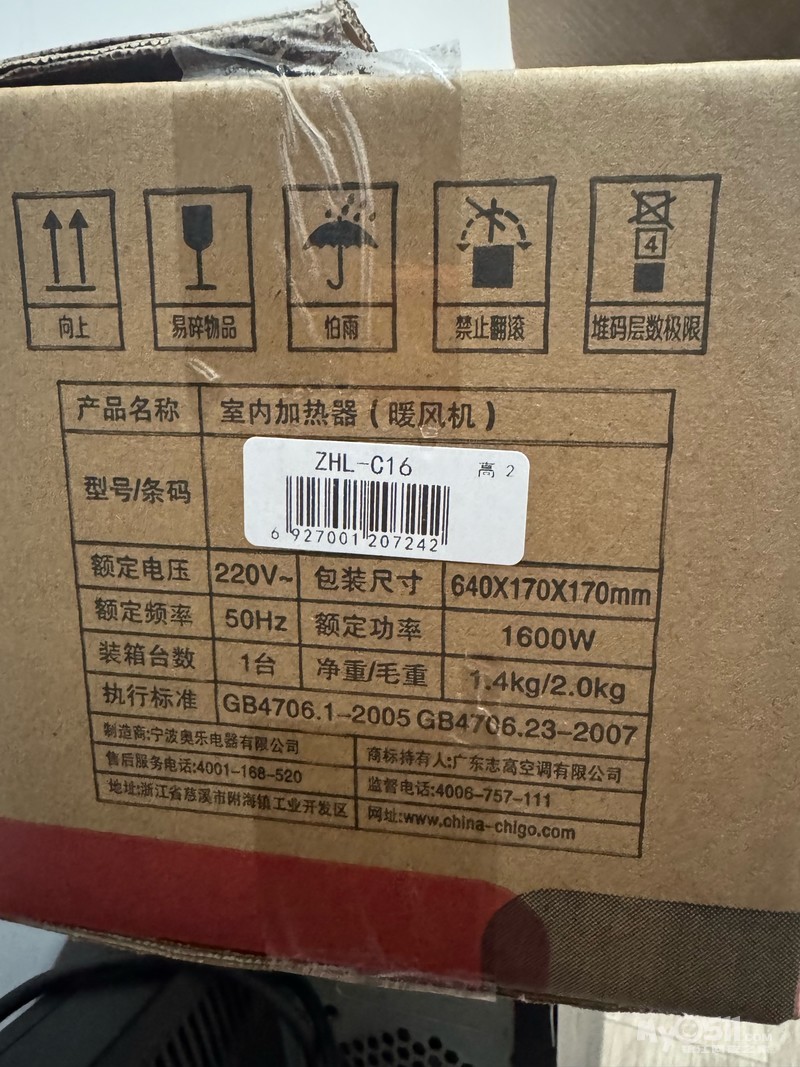 4
向上
易碎物品
怕雨
禁止翻滚
堆码层数极限
产品名称 室内加热器(暖风机)
型号/条码 ZHL-C16 高2
6 927001 207242
额定电压 220V~ 包装尺寸 640X170X170mm
额定频率 50Hz 额定功率 1600W
装箱台数 1台 净重/毛重 1.4kg/2.0kg
执行标准 GB4706.1-2005 GB4706.23-2007
制造商:宁波奥乐电器有限公司
售后服务电话:4001-168-520
地址:浙江省慈溪市附海镇工业开发区
商标持有人:广东志高空调有限公司
监督电话:4006-757-111
网址:www.china-chigo.com